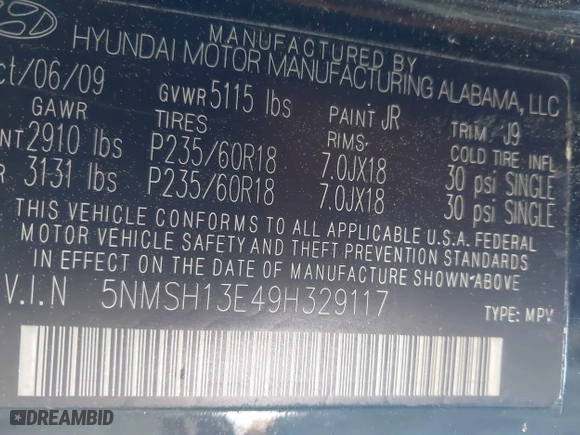 MANUFACTURED BY
HYUNDAI MOTOR MANUFACTURING ALABAMA, LLC
ct/06/09 GVWR 5115 lbs PAINT JR TRIM J9
GAWR TIRES RIMS COLD TIRE INFL
NT 2910 lbs P235/60R18 7.0JX18 30 psi SINGLE
R 3131 lbs P235/60R18 7.0JX18 30 psi SINGLE
THIS VEHICLE CONFORMS TO ALL APPLICABLE U.S.A. FEDERAL
MOTOR VEHICLE SAFETY AND THEFT PREVENTION STANDARDS
IN EFFECT ON THE DATE OF MANUFACTURE SHOWN ABOVE.
V.I.N 5NMSH13E49H329117 TYPE: MPV
DREAMBID